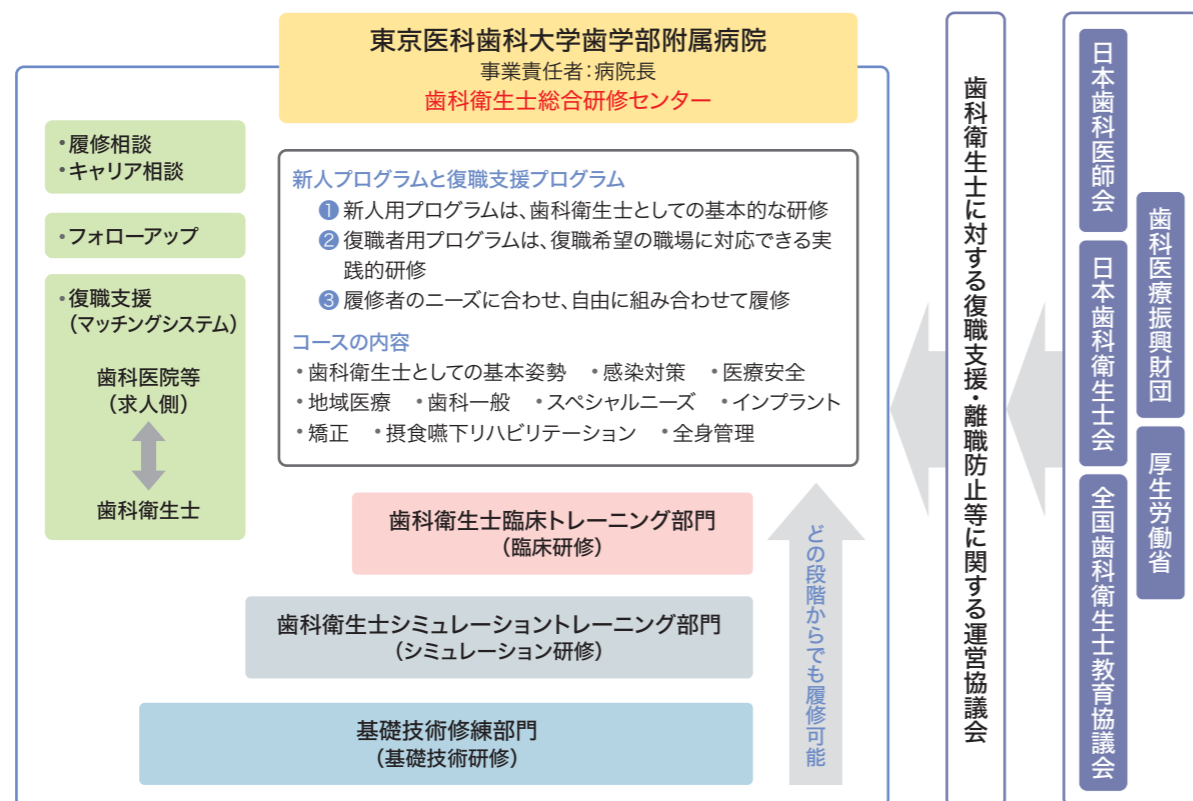 東京医科歯科大学歯学部附属病院
事業責任者：病院長
歯科衛生士総合研修センター
・履修相談
・キャリア相談
・フォローアップ
・復職支援
（マッチングシステム）
歯科医院等
（求人側）
歯科衛生士
新人プログラムと復職支援プログラム
❶ 新人用プログラムは、歯科衛生士としての基本的な研修
❷ 復職者用プログラムは、復職希望の職場に対応できる実
践的研修
❸ 履修者のニーズに合わせ、自由に組み合わせて履修
コースの内容
・歯科衛生士としての基本姿勢 ・感染対策 ・医療安全
・地域医療 ・歯科一般 ・スペシャルニーズ ・インプラント
・矯正 ・摂食嚥下リハビリテーション ・全身管理
歯科衛生士臨床トレーニング部門
（臨床研修）
歯科衛生士シミュレーショントレーニング部門
（シミュレーション研修）
基礎技術修練部門
（基礎技術研修）
どの段階からでも履修可能
歯科衛生士に対する復職支援・離職防止等に関する運営協議会
日本歯科医師会
日本歯科衛生士会
全国歯科衛生士教育協議会
歯科医療振興財団
厚生労働省